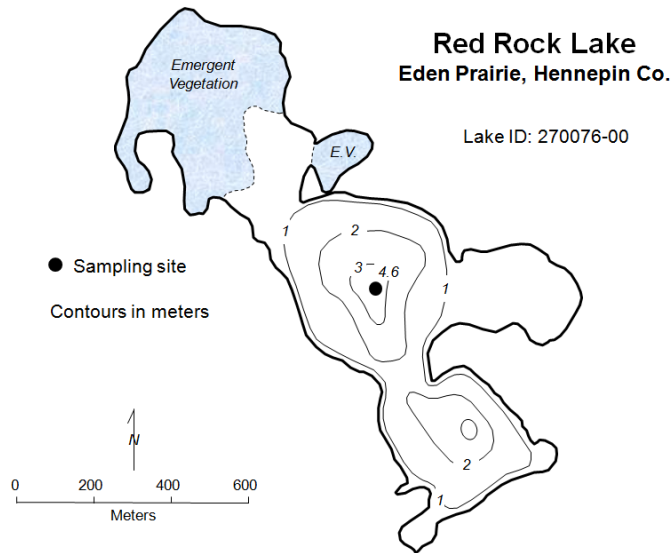 Red Rock Lake
Eden Prairie, Hennepin Co.
Lake ID: 270076-00
Emergent
Vegetation
E.V.
1
2
3
4.6
1
Sampling site
Contours in meters
N
2
1
0 200 400 600
Meters